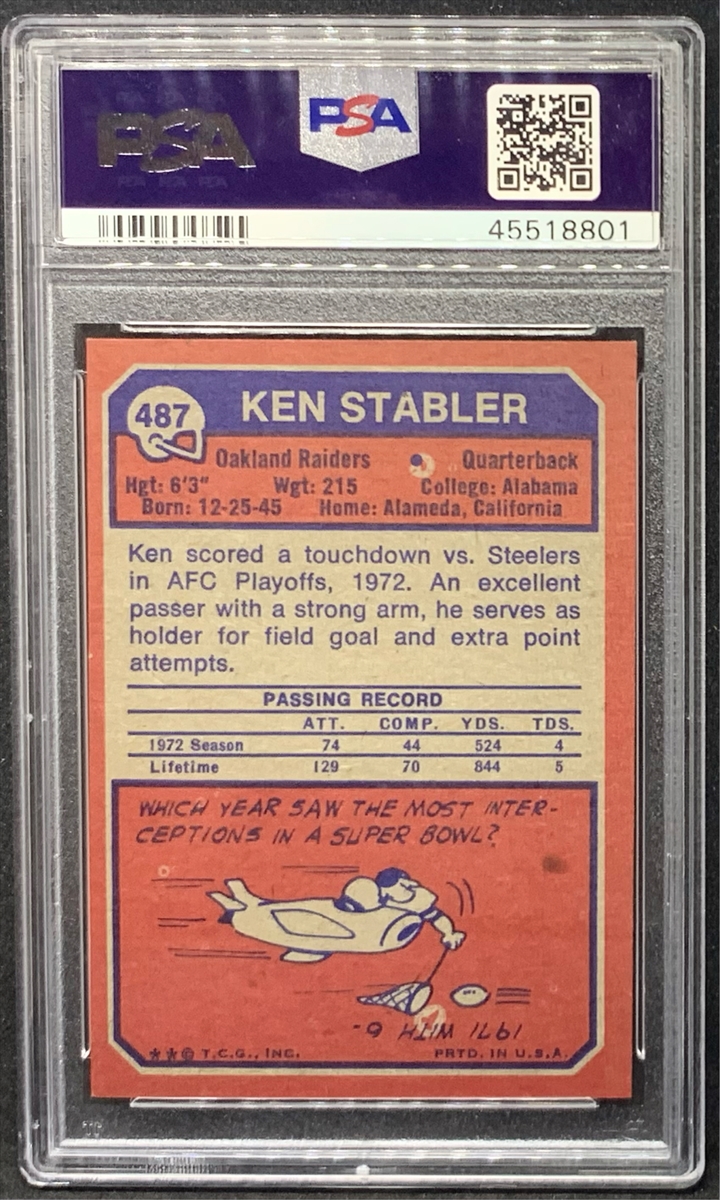 PSA
PSA
45518801
487
KEN STABLER
Oakland Raiders Quarterback
Hgt: 6'3" Wgt: 215 College: Alabama
Born: 12-25-45 Home: Alameda, California
Ken scored a touchdown vs. Steelers
in AFC Playoffs, 1972. An excellent
passer with a strong arm, he serves as
holder for field goal and extra point
attempts.
PASSING RECORD
ATT. COMP. YDS. TDS.
1972 Season 74 44 524 4
Lifetime 129 70 844 5
WHICH YEAR SAW THE MOST INTER-
CEPTIONS IN A SUPER BOWL?
1971 WITH 6-
**© T.C.G., INC. PRTD. IN U.S.A.